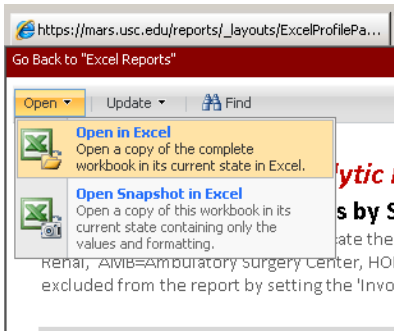 https://mars.usc.edu/reports/_layouts/ExcelProfilePa...
Go Back to "Excel Reports"
Open Update Find
Open in Excel
Open a copy of the complete
workbook in its current state in Excel.
Open Snapshot in Excel
Open a copy of this workbook in its
current state containing only the
values and formatting.
ytic
s by S
cate the
Renal, AMB=Ambulatory Surgery Center, HO
excluded from the report by setting the 'Invo